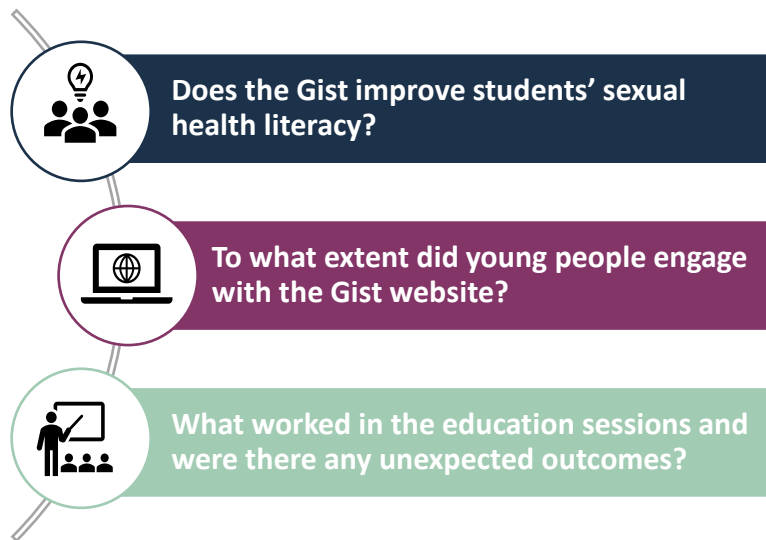 Does the Gist improve students’ sexual
health literacy?
To what extent did young people engage
with the Gist website?
What worked in the education sessions and
were there any unexpected outcomes?